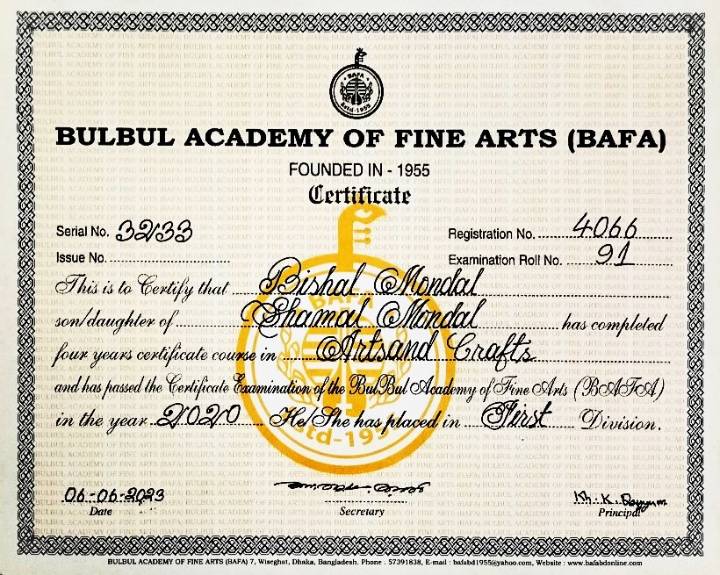 BAFA
Estd-1955
BULBUL ACADEMY OF FINE ARTS (BAFA)
FOUNDED IN - 1955
Certificate
Serial No. 3233
Registration No. 4066
Issue No.
Examination Roll No. 91
This is to Certify that Bishal Mondal
son/daughter of Shamal Mondal has completed
four years certificate course in Artsand Crafts
and has passed the Certificate Examination of the BulBul Academy of Fine Arts (BAFA)
in the year 2020 He/She has placed in First Division.
BAFA
Estd-1955
06-06-2023
Date
Secretary
Kh. K.
Principal
BULBUL ACADEMY OF FINE ARTS (BAFA) 7, Wiseghat, Dhaka, Bangladesh. Phone : 57391838, E-mail : bafabd1955@yahoo.com, Website : www.bafabdonline.com